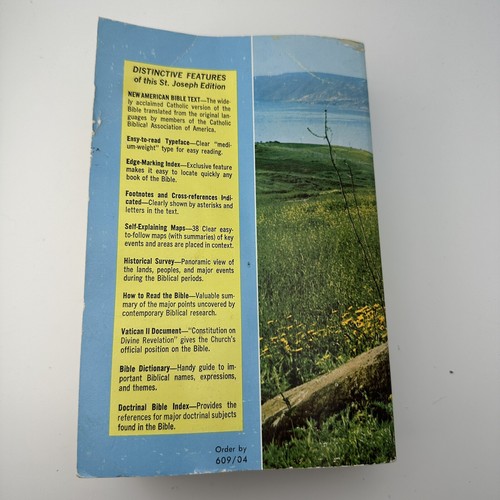 DISTINCTIVE FEATURES
of this St. Joseph Edition
NEW AMERICAN BIBLE TEXT—The wide-
ly acclaimed Catholic version of the
Bible translated from the original lan-
guages by members of the Catholic
Biblical Association of America.
Easy-to-read Typeface—Clear "medi-
um-weight" type for easy reading.
Edge-Marking Index—Exclusive feature
makes it easy to locate quickly any
book of the Bible.
Footnotes and Cross-references Indi-
cated—Clearly shown by asterisks and
letters in the text.
Self-Explaining Maps—38 Clear easy-
to-follow maps (with summaries) of key
events and areas are placed in context.
Historical Survey—Panoramic view of
the lands, peoples, and major events
during the Biblical periods.
How to Read the Bible—Valuable sum-
mary of the major points uncovered by
contemporary Biblical research.
Vatican II Document—"Constitution on
Divine Revelation" gives the Church's
official position on the Bible.
Bible Dictionary—Handy guide to im-
portant Biblical names, expressions,
and themes.
Doctrinal Bible Index—Provides the
references for major doctrinal subjects
found in the Bible.
Order by
609/04